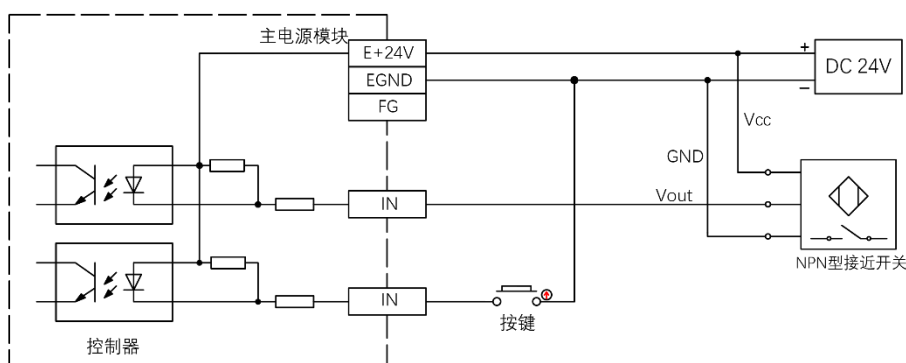 主电源模块
E+24V
EGND
FG
+
DC 24V
−
Vcc
GND
IN
Vout
NPN型接近开关
IN
按键
控制器